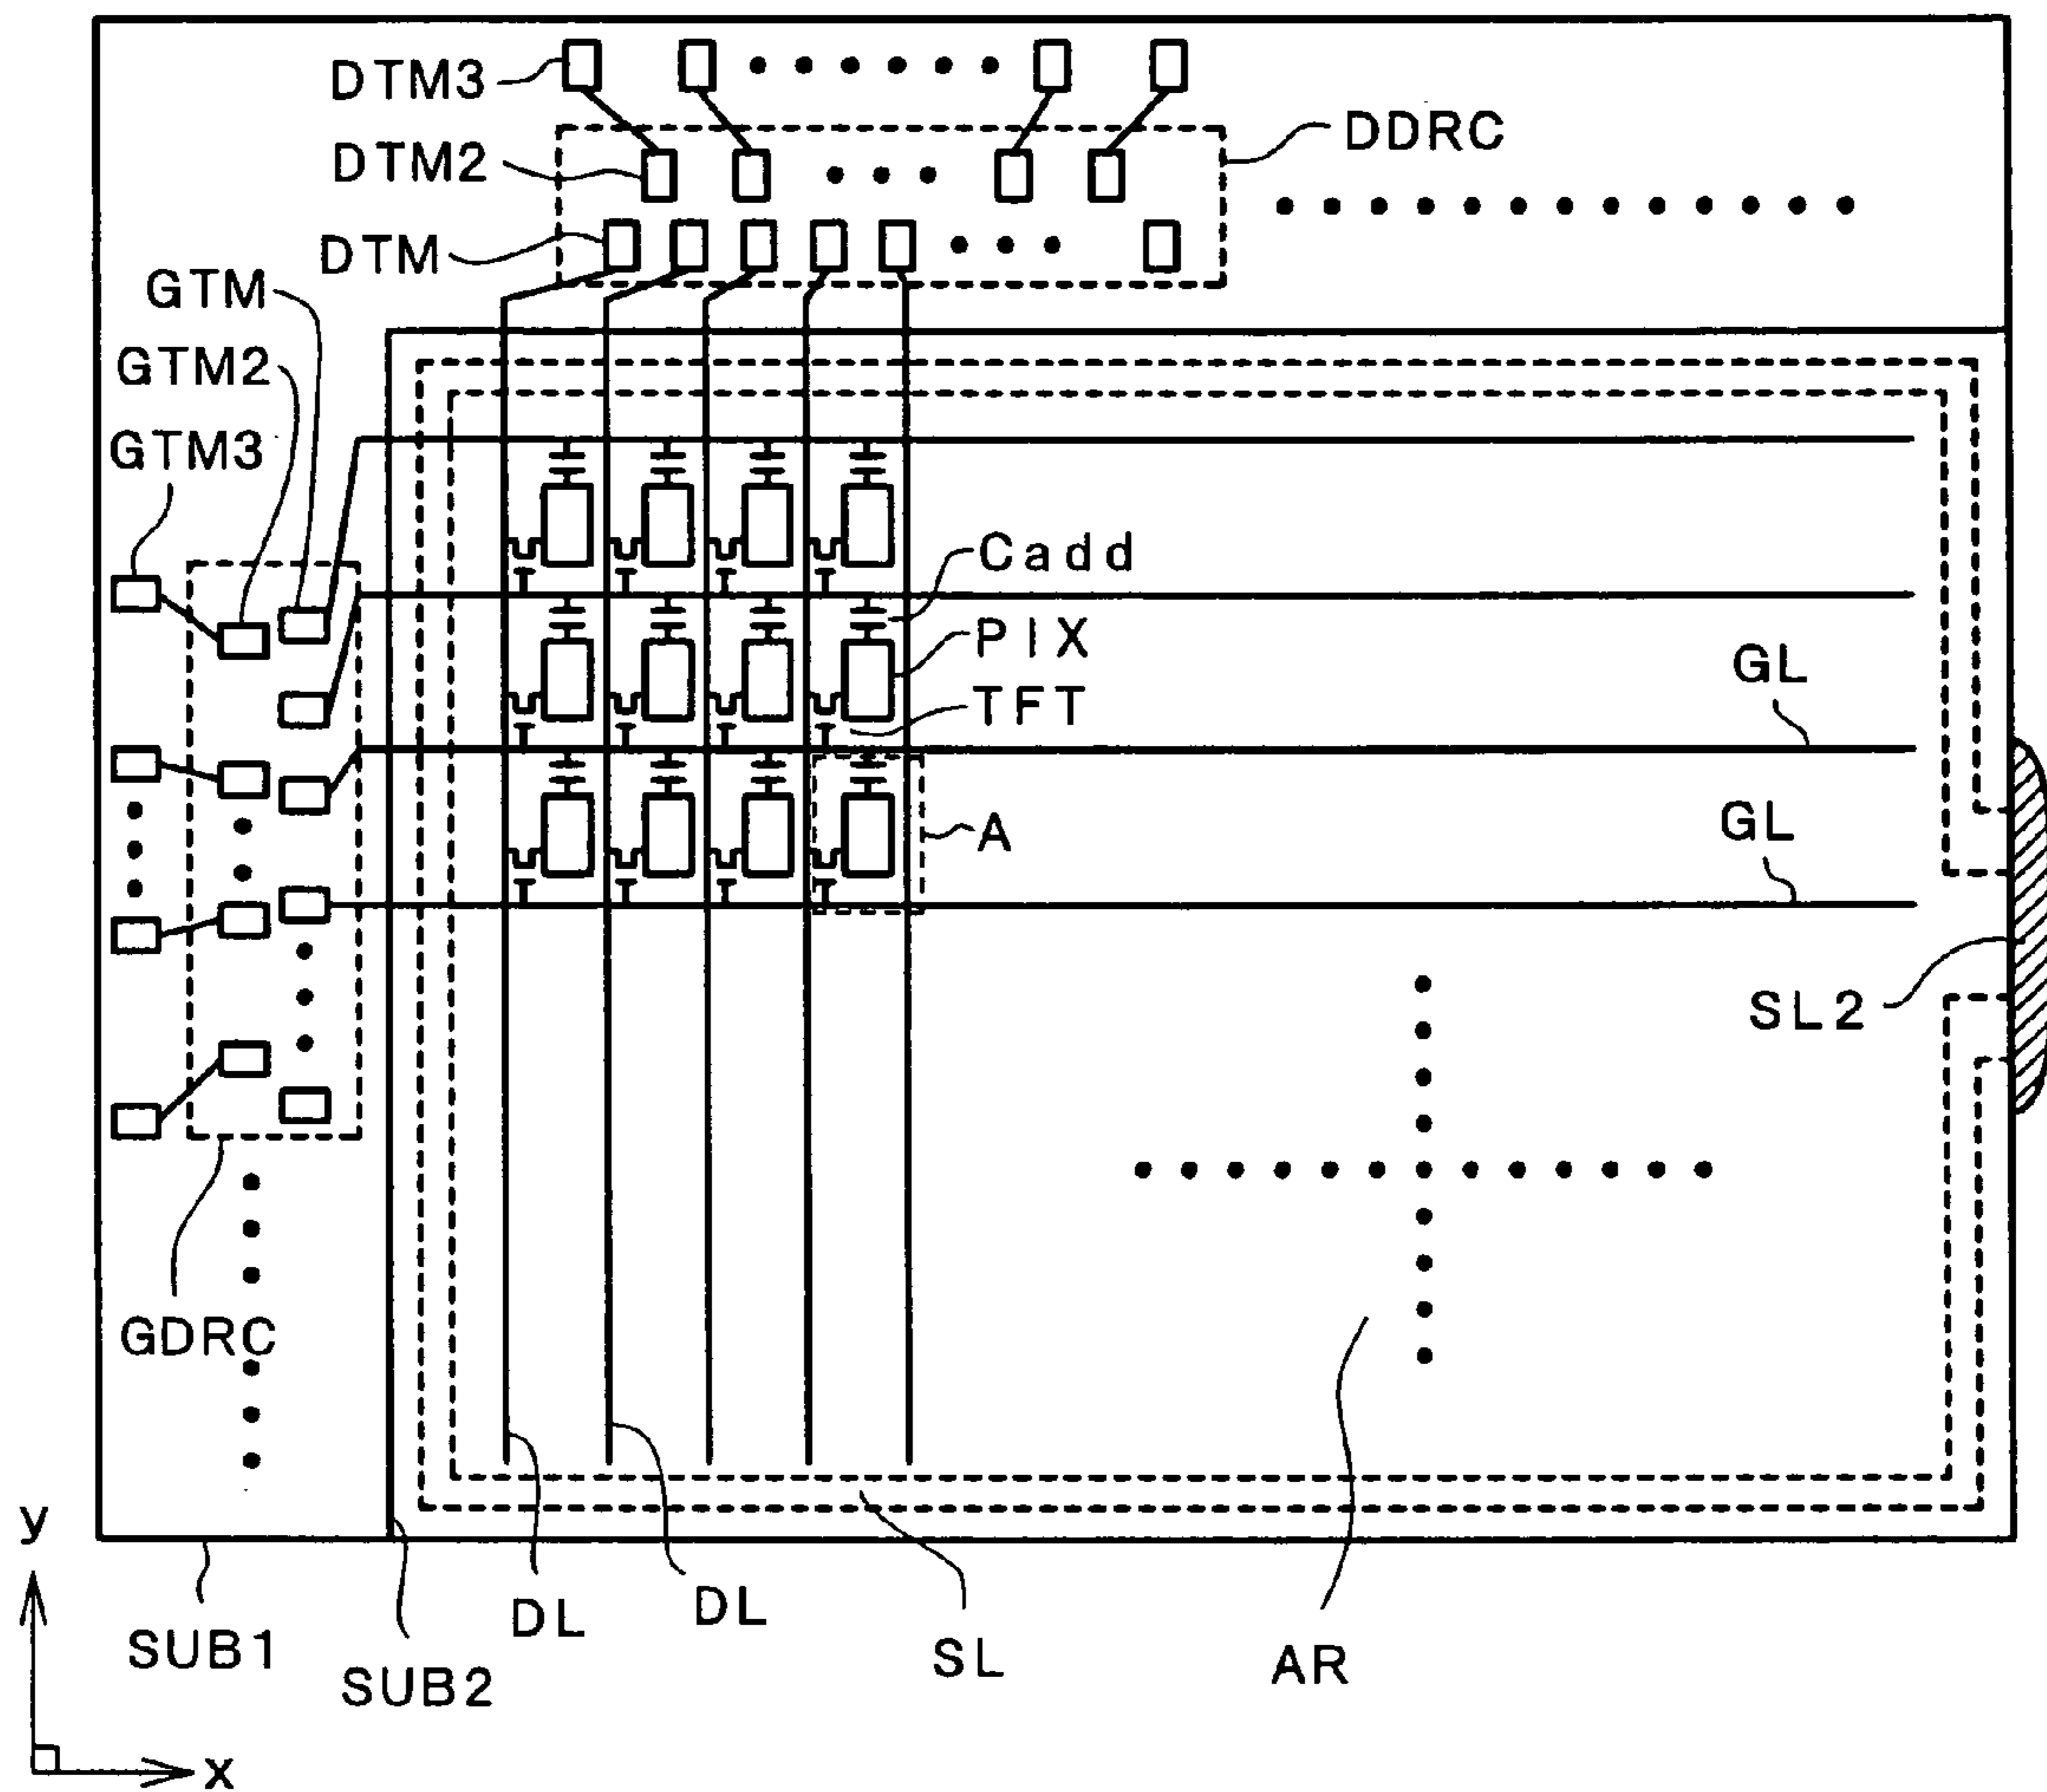 DTM3
DDRC
DTM2
DTM
GTM
GTM2
GTM3
Cadd
PIX
GL
TFT
GL
A
SL2
GDRC
y
DL
DL
SUB1
SL
AR
SUB2
x